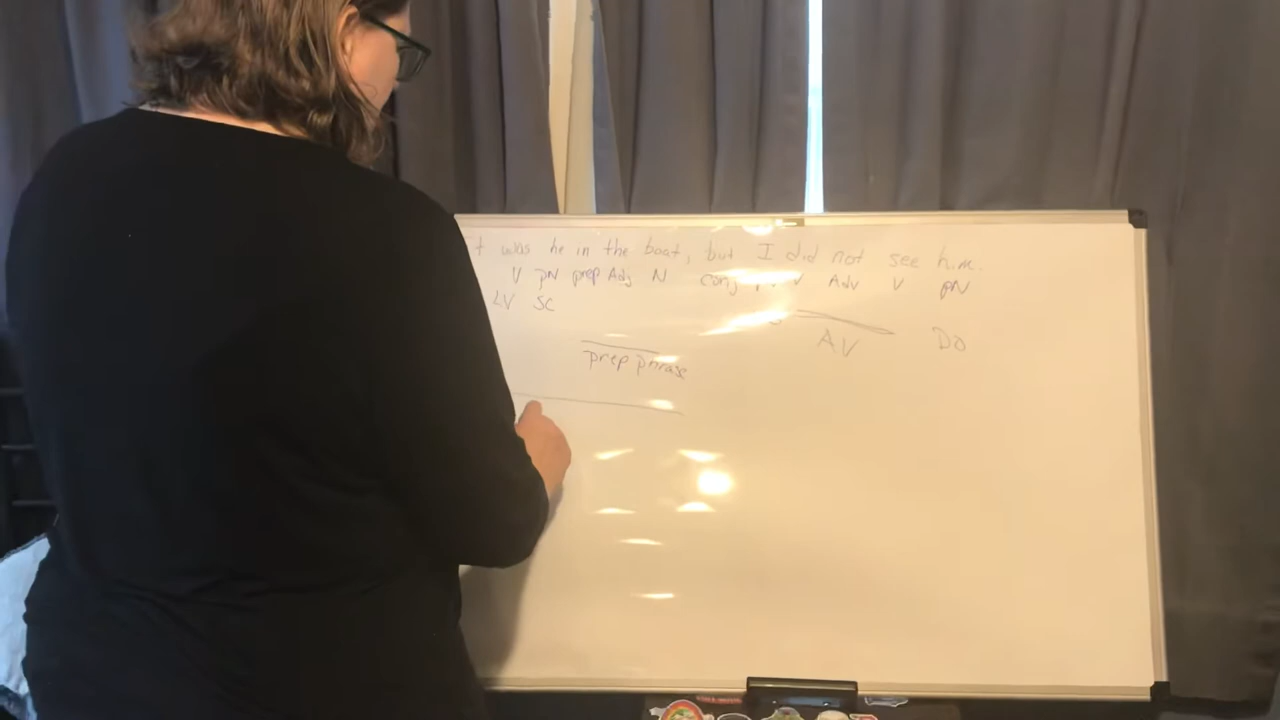 t was he in the boat, but I did not see him.
V pN prep Adj N conj V Adv V pN
LV SC
S AV DO
prep phrase